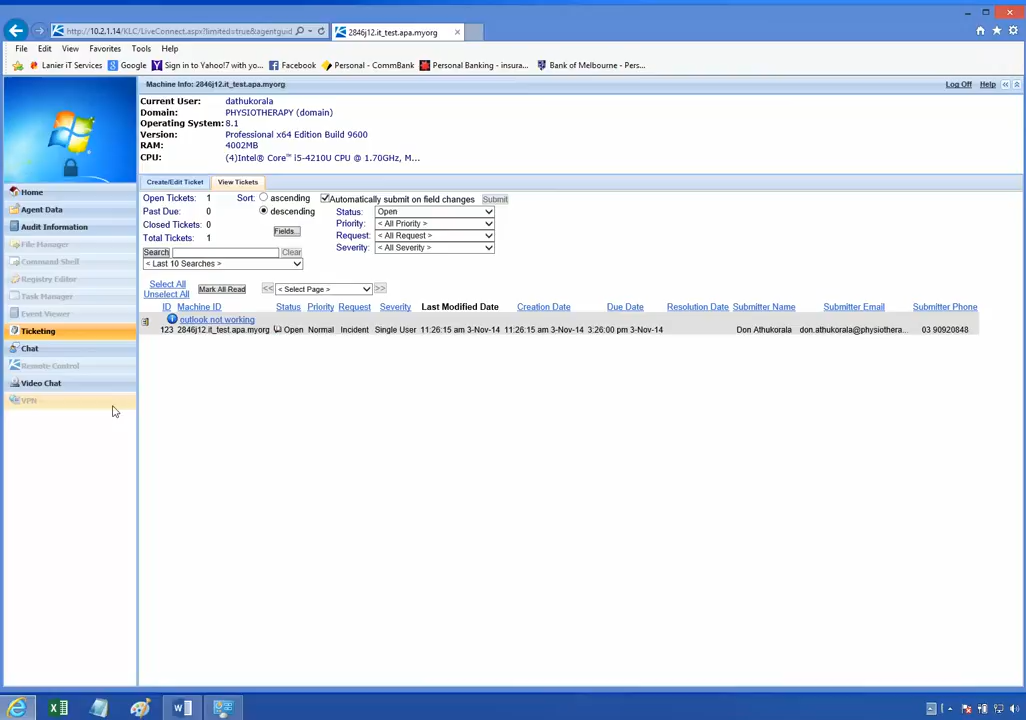 http://10.2.1.14/KLC/LiveConnect.aspx?limited=true&agentguid
2846j12.it_test.apa.myorg
File Edit View Favorites Tools Help
Lanier iT Services Google Sign in to Yahoo!7 with yo... Facebook Personal - CommBank Personal Banking - insura... Bank of Melbourne - Pers...
Machine Info: 2846j12.it_test.apa.myorg Log Off Help
Current User: dathukorala
Domain: PHYSIOTHERAPY (domain)
Operating System: 8.1
Version: Professional x64 Edition Build 9600
RAM: 4002MB
CPU: (4)Intel® Core™ i5-4210U CPU @ 1.70GHz, M...
Home
Agent Data
Audit Information
File Manager
Command Shell
Registry Editor
Task Manager
Event Viewer
Ticketing
Chat
Remote Control
Video Chat
VPN
Create/Edit Ticket View Tickets
Open Tickets: 1 Sort: ascending Automatically submit on field changes Submit
Past Due: 0 descending Status: Open
Closed Tickets: 0 Priority: < All Priority >
Total Tickets: 1 Fields... Request: < All Request >
Severity: < All Severity >
Search Clear
< Last 10 Searches >
Select All
Unselect All Mark All Read << < Select Page > >>
ID Machine ID Status Priority Request Severity Last Modified Date Creation Date Due Date Resolution Date Submitter Name Submitter Email Submitter Phone
outlook not working
123 2846j12.it_test.apa.myorg Open Normal Incident Single User 11:26:15 am 3-Nov-14 11:26:15 am 3-Nov-14 3:26:00 pm 3-Nov-14 Don Athukorala don.athukorala@physiothera... 03 90920848